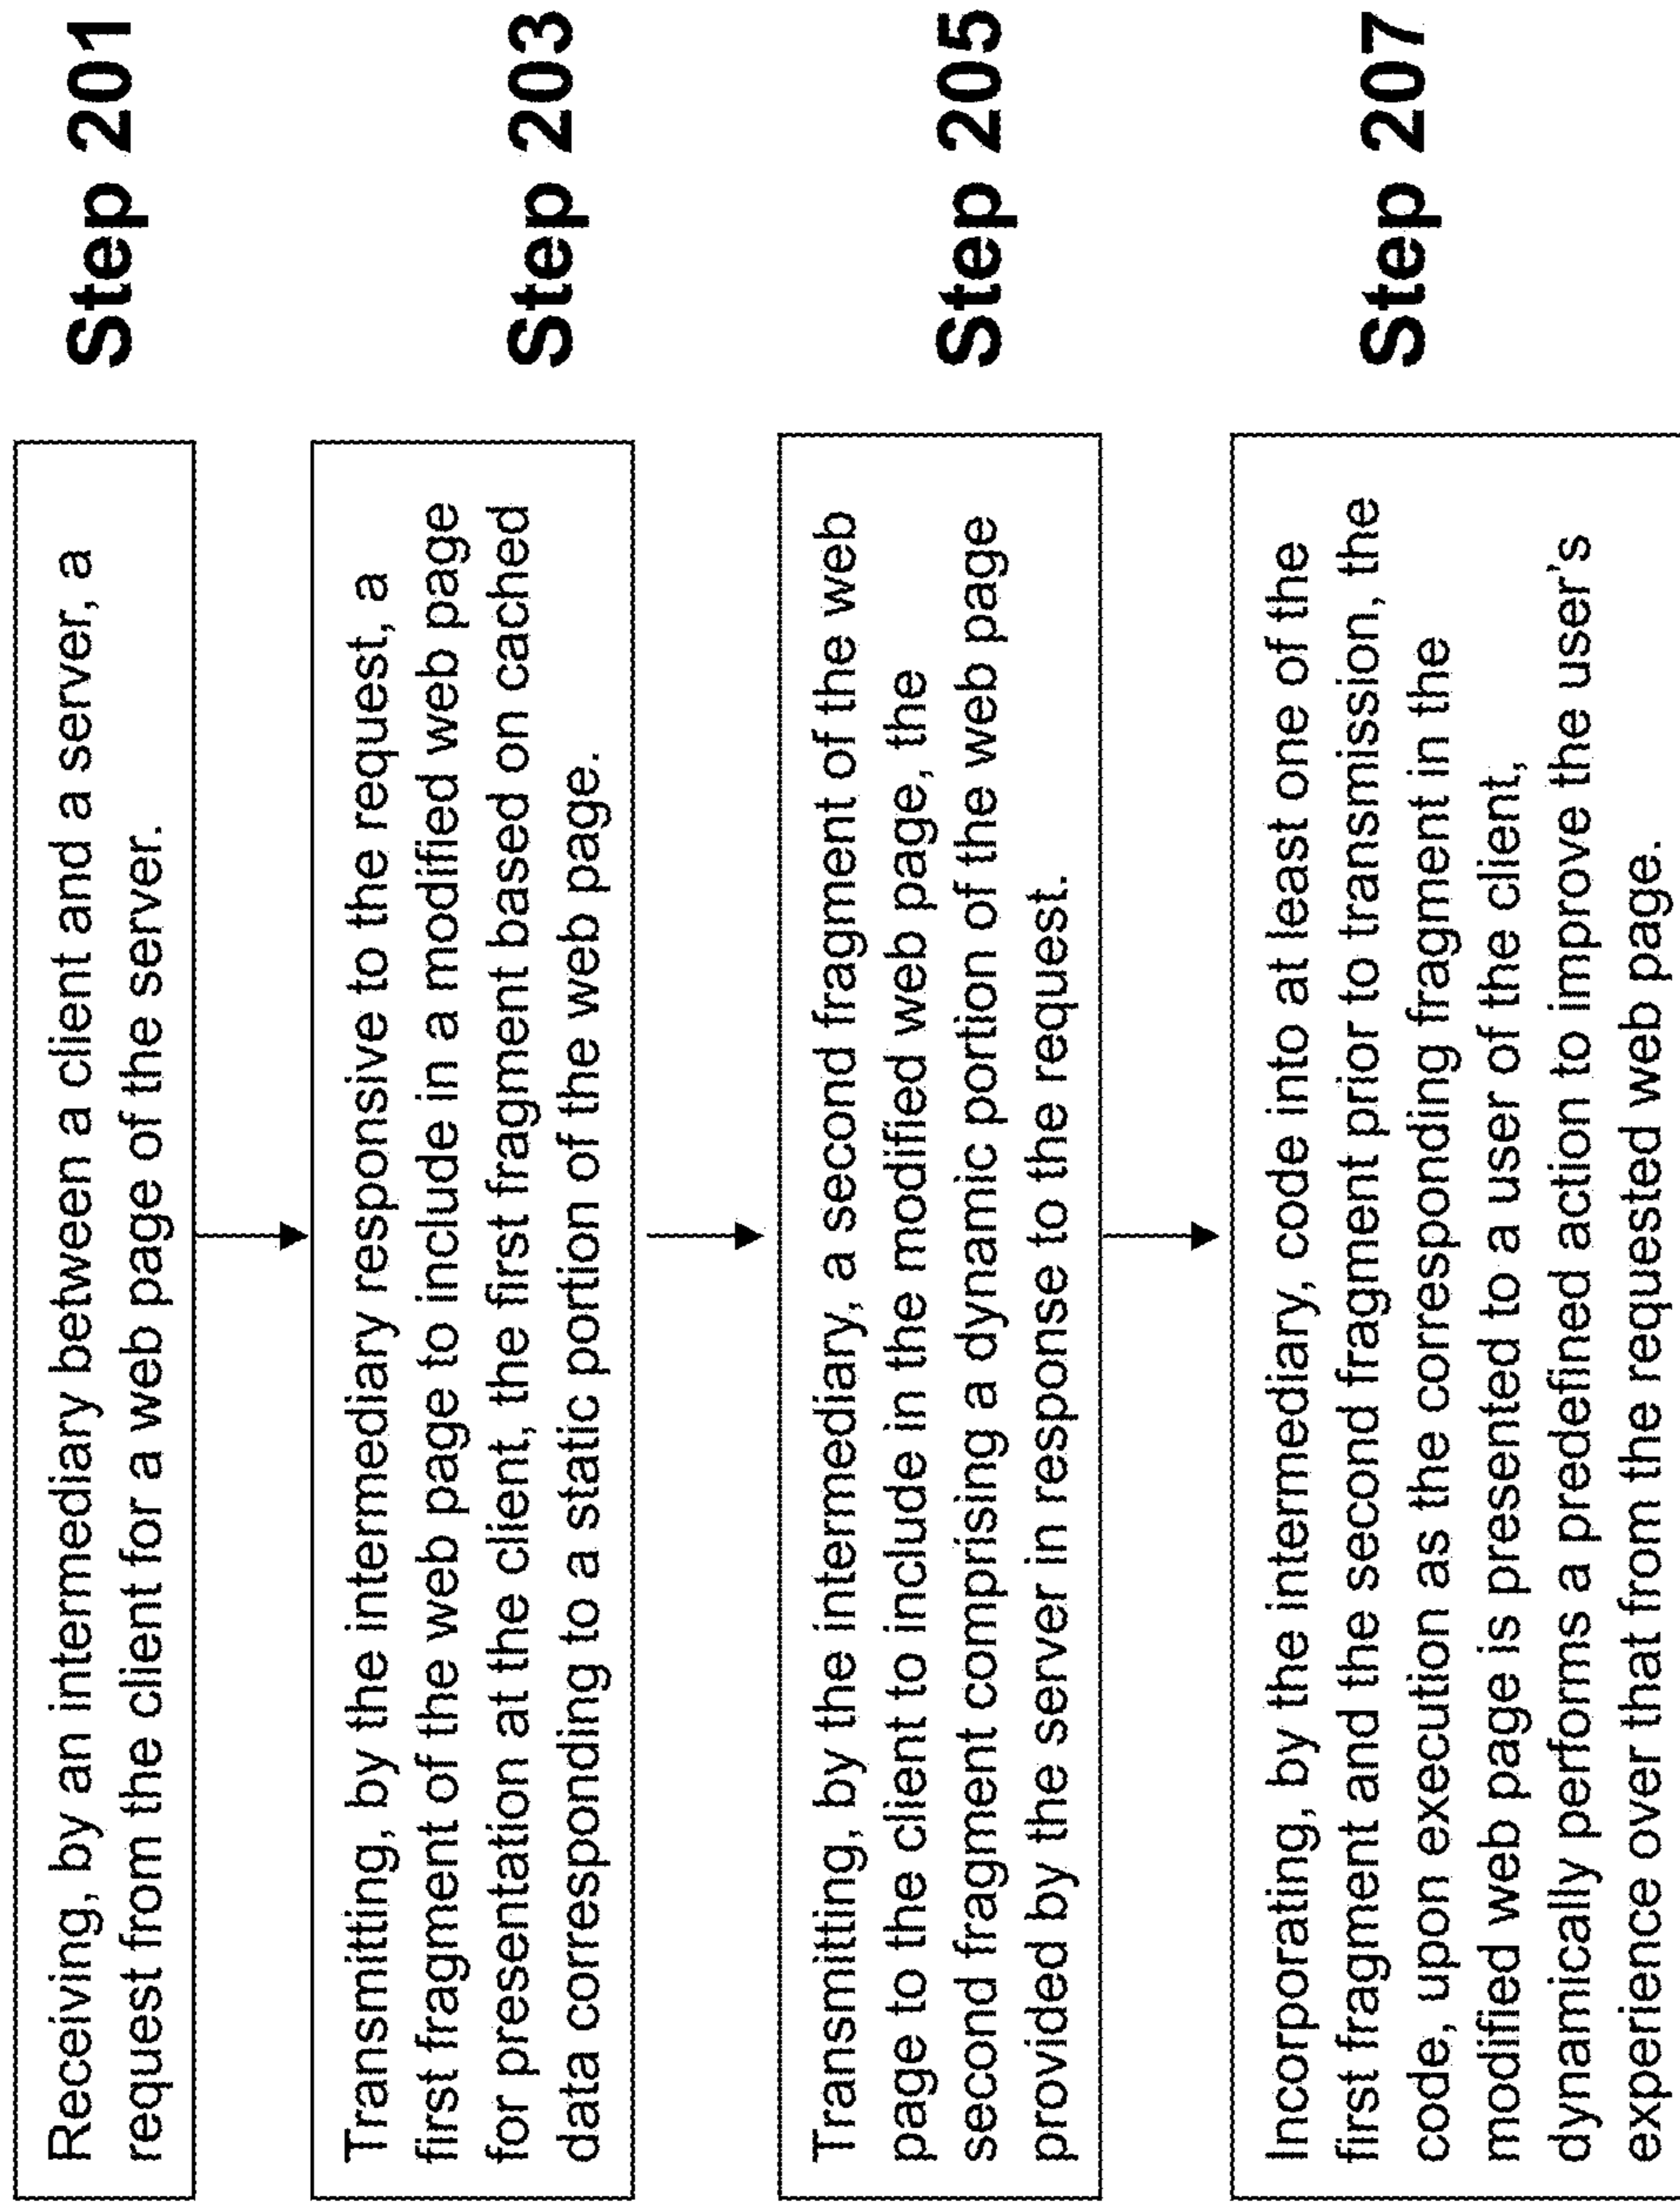 Step 201
Receiving, by an intermediary between a client and a server, a
request from the client for a web page of the server.
Step 203
Transmitting, by the intermediary responsive to the request, a
first fragment of the web page to include in a modified web page
for presentation at the client, the first fragment based on cached
data corresponding to a static portion of the web page.
Step 205
Transmitting, by the intermediary, a second fragment of the web
page to the client to include in the modified web page, the
second fragment comprising a dynamic portion of the web page
provided by the server in response to the request.
Step 207
Incorporating, by the intermediary, code into at least one of the
first fragment and the second fragment prior to transmission, the
code, upon execution as the corresponding fragment in the
modified web page is presented to a user of the client,
dynamically performs a predefined action to improve the user's
experience over that from the requested web page.